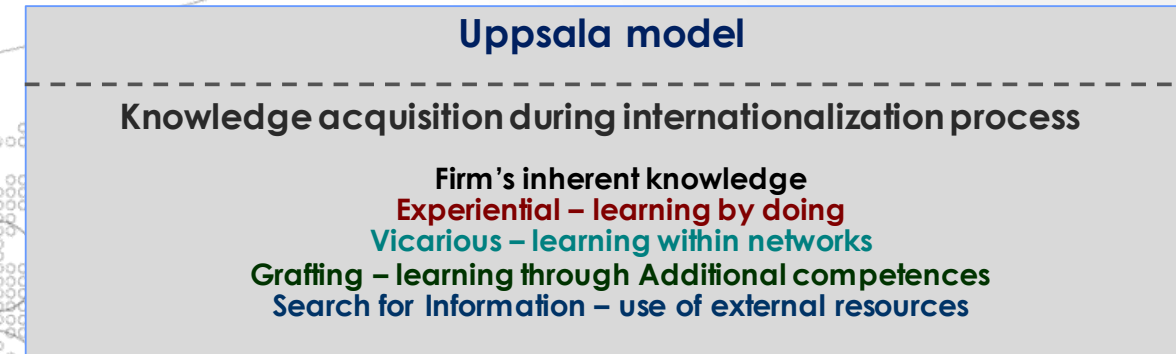 Uppsala model
Knowledge acquisition during internationalization process
Firm's inherent knowledge
Experiential – learning by doing
Vicarious – learning within networks
Grafting – learning through Additional competences
Search for Information – use of external resources